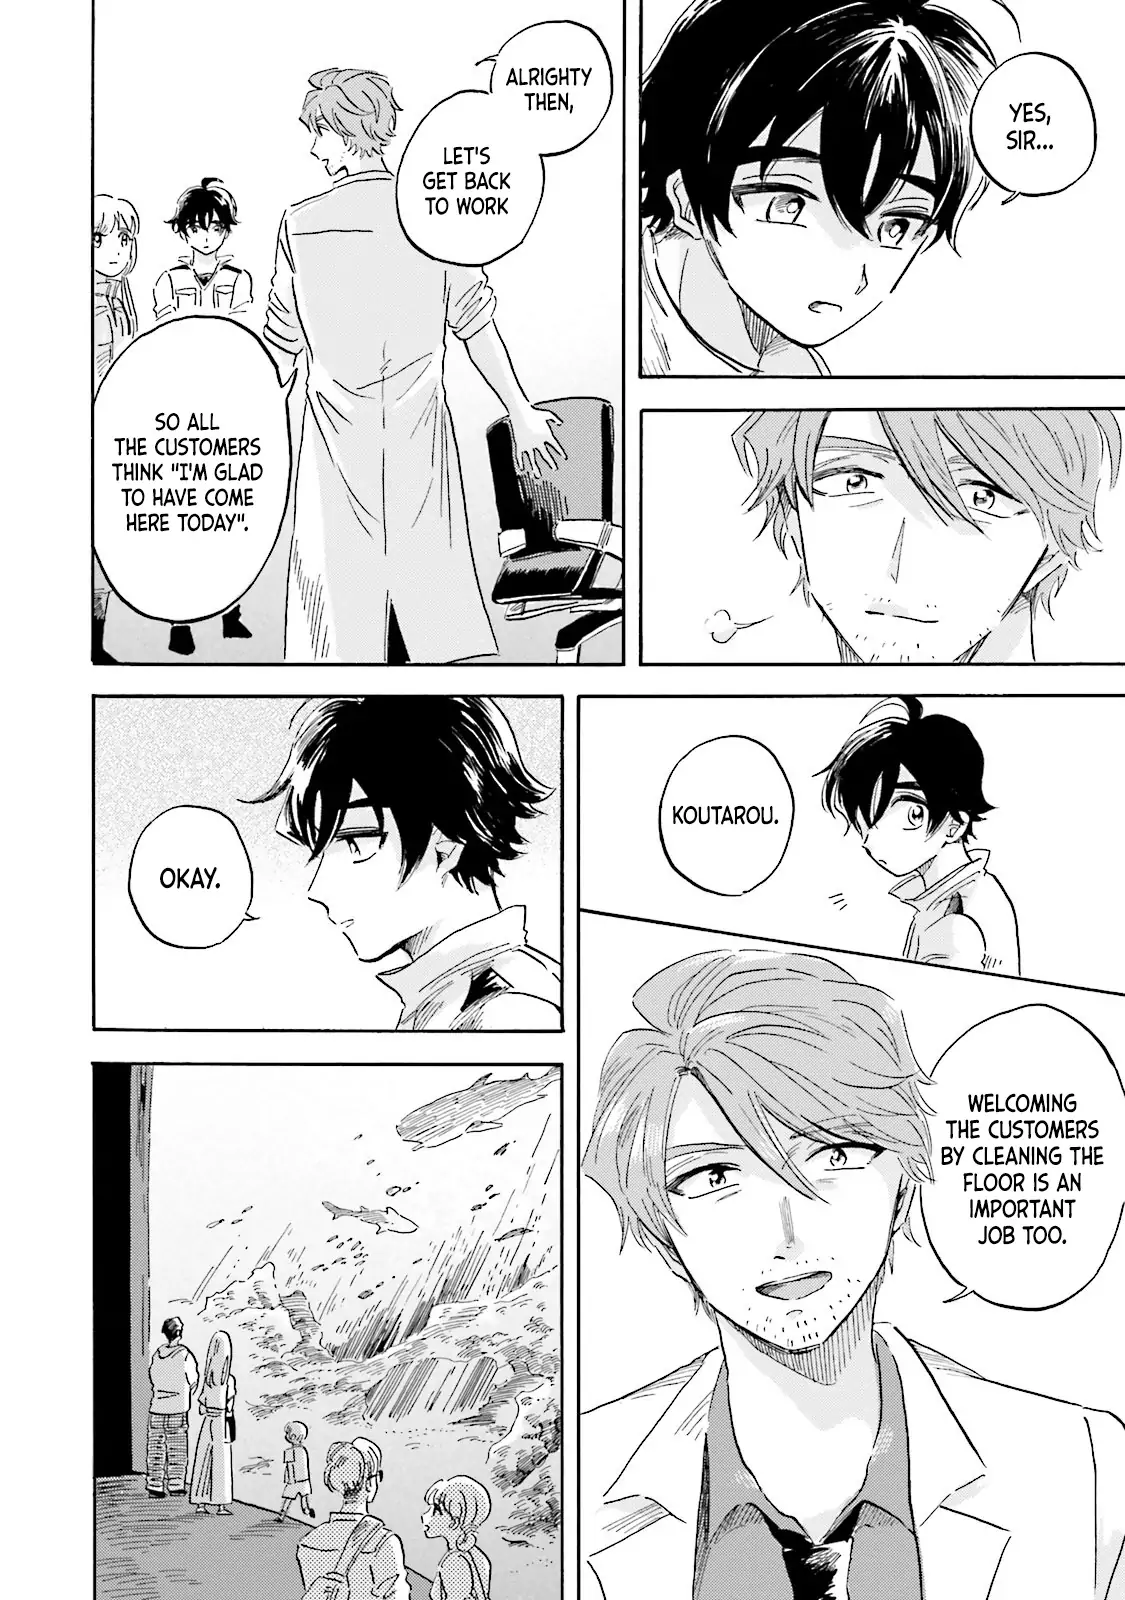 YES,
SIR...
ALRIGHTY
THEN,
LET'S
GET BACK
TO WORK
SO ALL
THE CUSTOMERS
THINK "I'M GLAD
TO HAVE COME
HERE TODAY".
KOUTAROU.
WELCOMING
THE CUSTOMERS
BY CLEANING THE
FLOOR IS AN
IMPORTANT
JOB TOO.
OKAY.